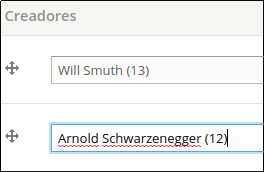 Creadores
Will Smuth (13)
Arnold Schwarzenegger (12)